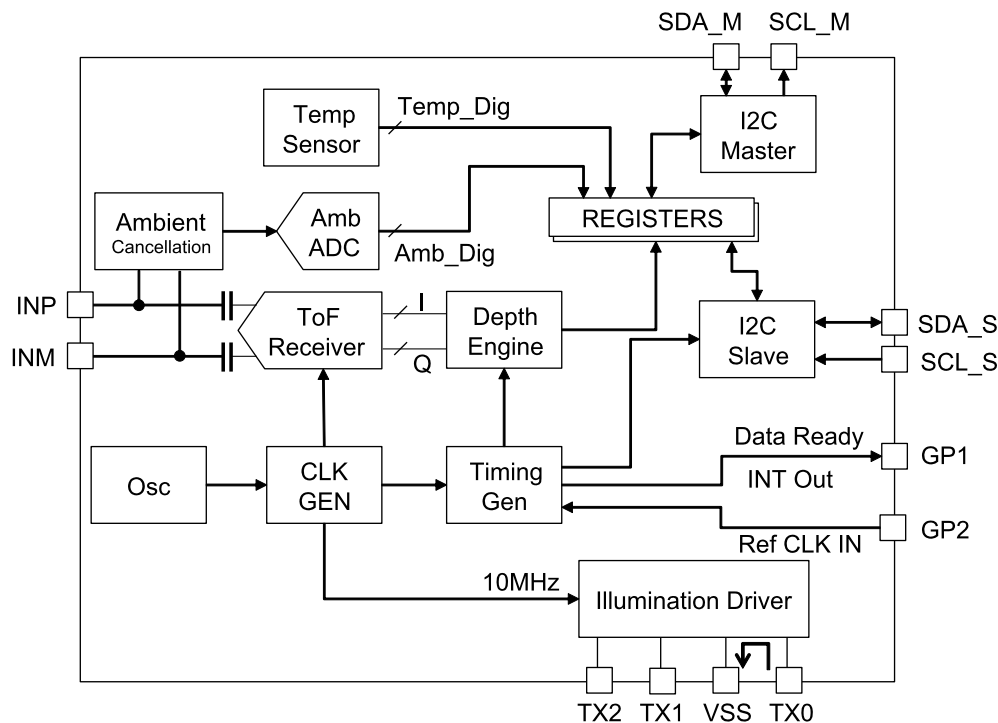 SDA_M
SCL_M
Temp
Sensor
Temp_Dig
I2C
Master
Ambient
Cancellation
Amb
ADC
Amb_Dig
REGISTERS
INP
INM
ToF
Receiver
I
Q
Depth
Engine
I2C
Slave
SDA_S
SCL_S
Osc
CLK
GEN
Timing
Gen
Data Ready
INT Out
GP1
Ref CLK IN
GP2
10MHz
Illumination Driver
TX2
TX1
VSS
TX0